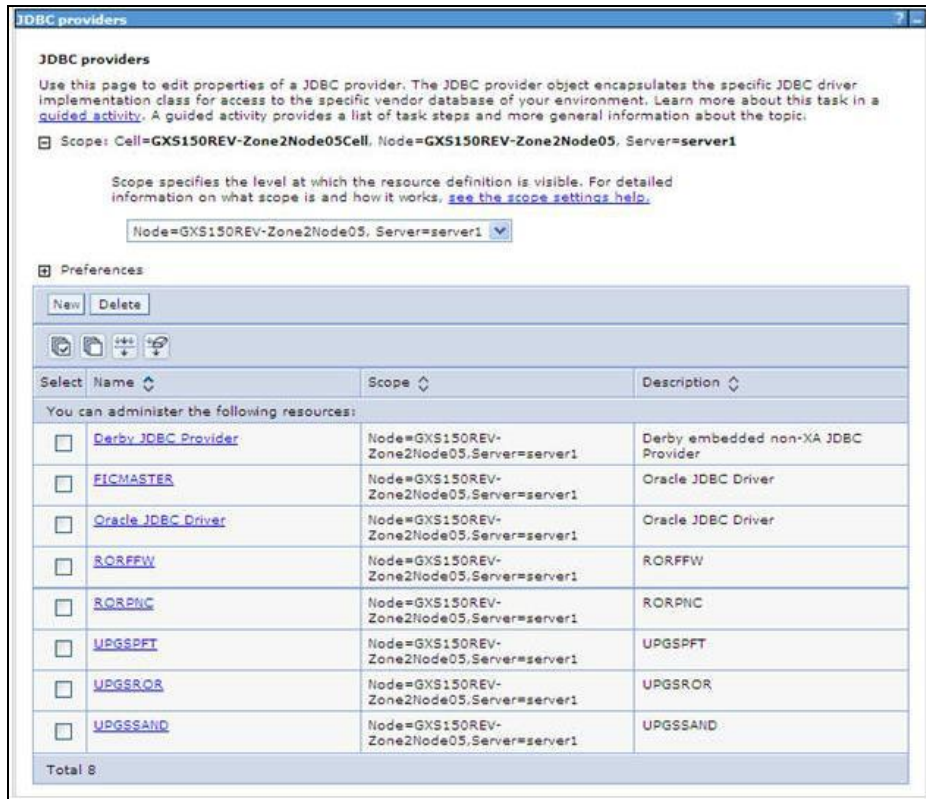 JDBC providers
? -
JDBC providers
Use this page to edit properties of a JDBC provider. The JDBC provider object encapsulates the specific JDBC driver
implementation class for access to the specific vendor database of your environment. Learn more about this task in a
guided activity. A guided activity provides a list of task steps and more general information about the topic.
Scope: Cell=GXS150REV-Zone2Node05Cell, Node=GXS150REV-Zone2Node05, Server=server1
Scope specifies the level at which the resource definition is visible. For detailed
information on what scope is and how it works, see the scope settings help.
Node=GXS150REV-Zone2Node05, Server=server1
Preferences
New Delete
Select Name Scope Description
You can administer the following resources:
Derby JDBC Provider Node=GXS150REV- Derby embedded non-XA JDBC
Zone2Node05,Server=server1 Provider
FICMASTER Node=GXS150REV- Oracle JDBC Driver
Zone2Node05,Server=server1
Oracle JDBC Driver Node=GXS150REV- Oracle JDBC Driver
Zone2Node05,Server=server1
RORFFW Node=GXS150REV- RORFFW
Zone2Node05,Server=server1
RORPNC Node=GXS150REV- RORPNC
Zone2Node05,Server=server1
UPGSPFT Node=GXS150REV- UPGSPFT
Zone2Node05,Server=server1
UPGSROR Node=GXS150REV- UPGSROR
Zone2Node05,Server=server1
UPGSSAND Node=GXS150REV- UPGSSAND
Zone2Node05,Server=server1
Total 8